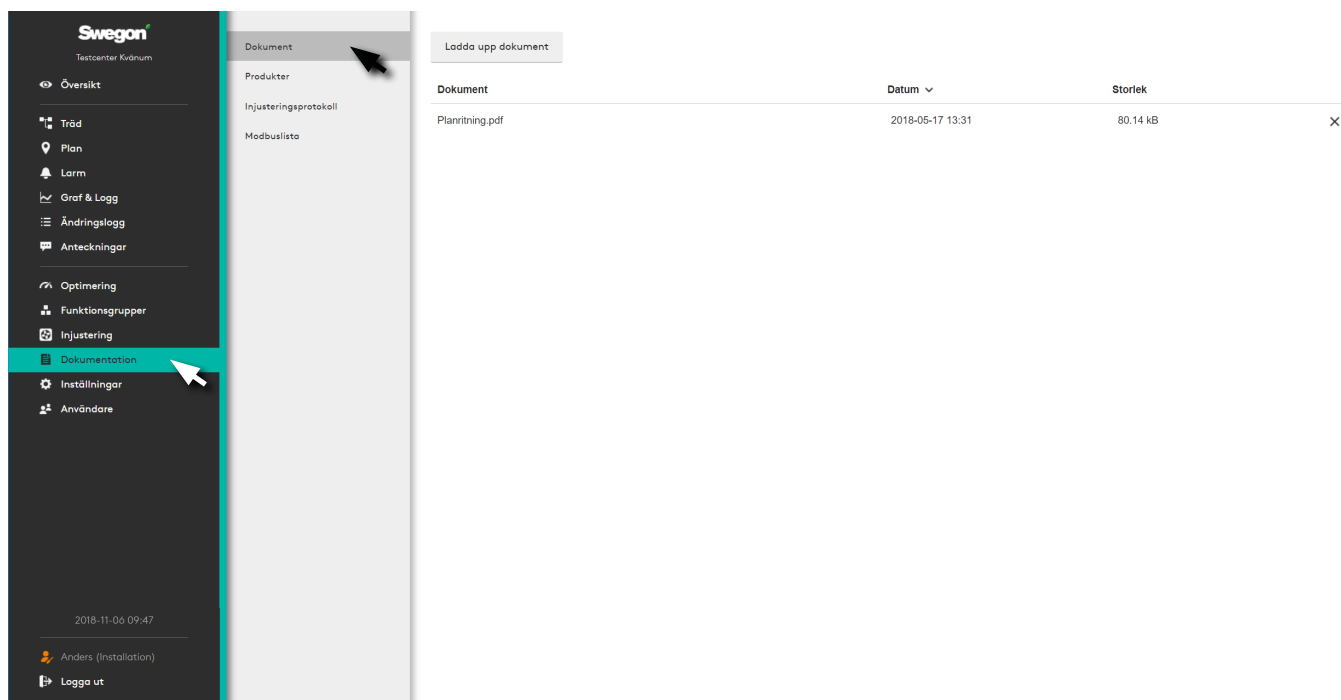 Swegon
Testcenter Kvänum
Översikt
Träd
Plan
Larm
Graf & Logg
Ändringslogg
Anteckningar
Optimering
Funktionsgrupper
Injustering
Dokumentation
Inställningar
Användare
2018-11-06 09:47
Anders (Installation)
Logga ut
Dokument
Produkter
Injusteringsprotokoll
Modbuslista
Ladda upp dokument
Dokument Datum Storlek
Planritning.pdf 2018-05-17 13:31 80.14 kB